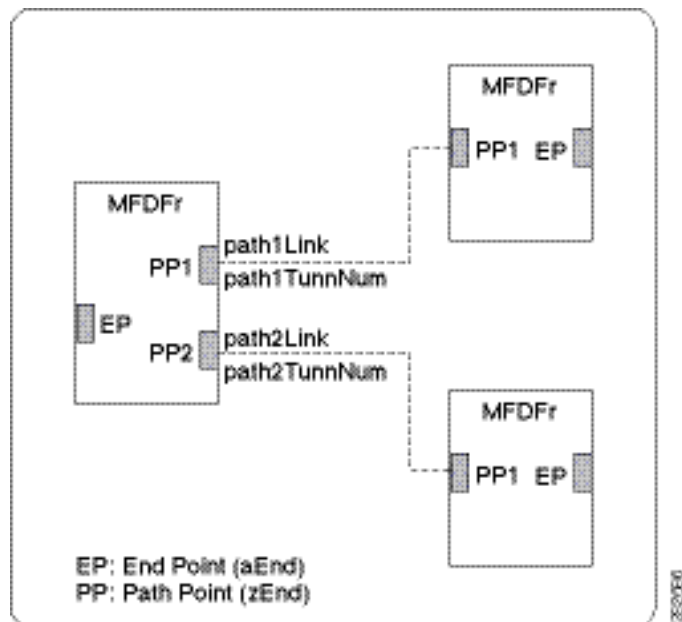 MFDFr
PP1 EP
MFDFr
PP1
path1Link
path1TunnNum
EP
PP2
path2Link
path2TunnNum
MFDFr
PP1 EP
EP: End Point (aEnd)
PP: Path Point (zEnd)